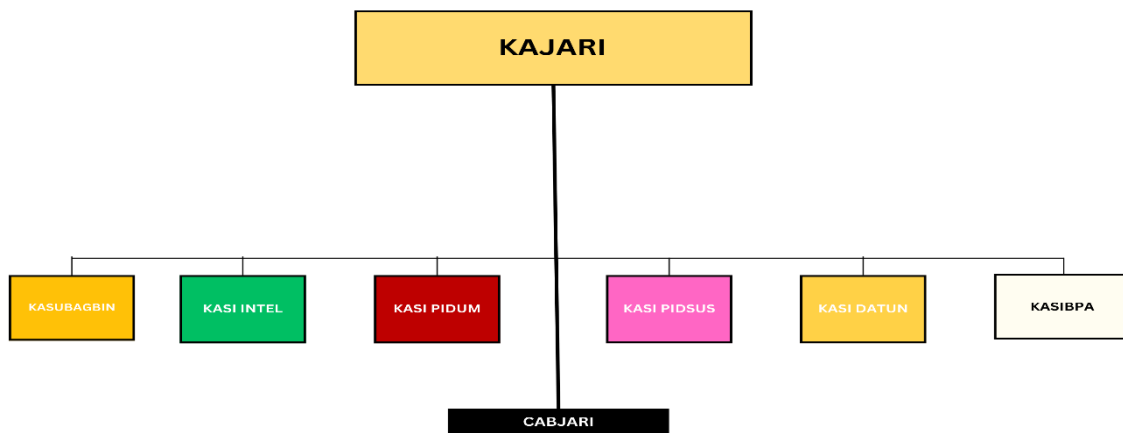 KAJARI
KASUBAGBIN
KASI INTEL
KASI PIDUM
KASI PIDSUS
KASI DATUN
KASIBPA
CABJARI